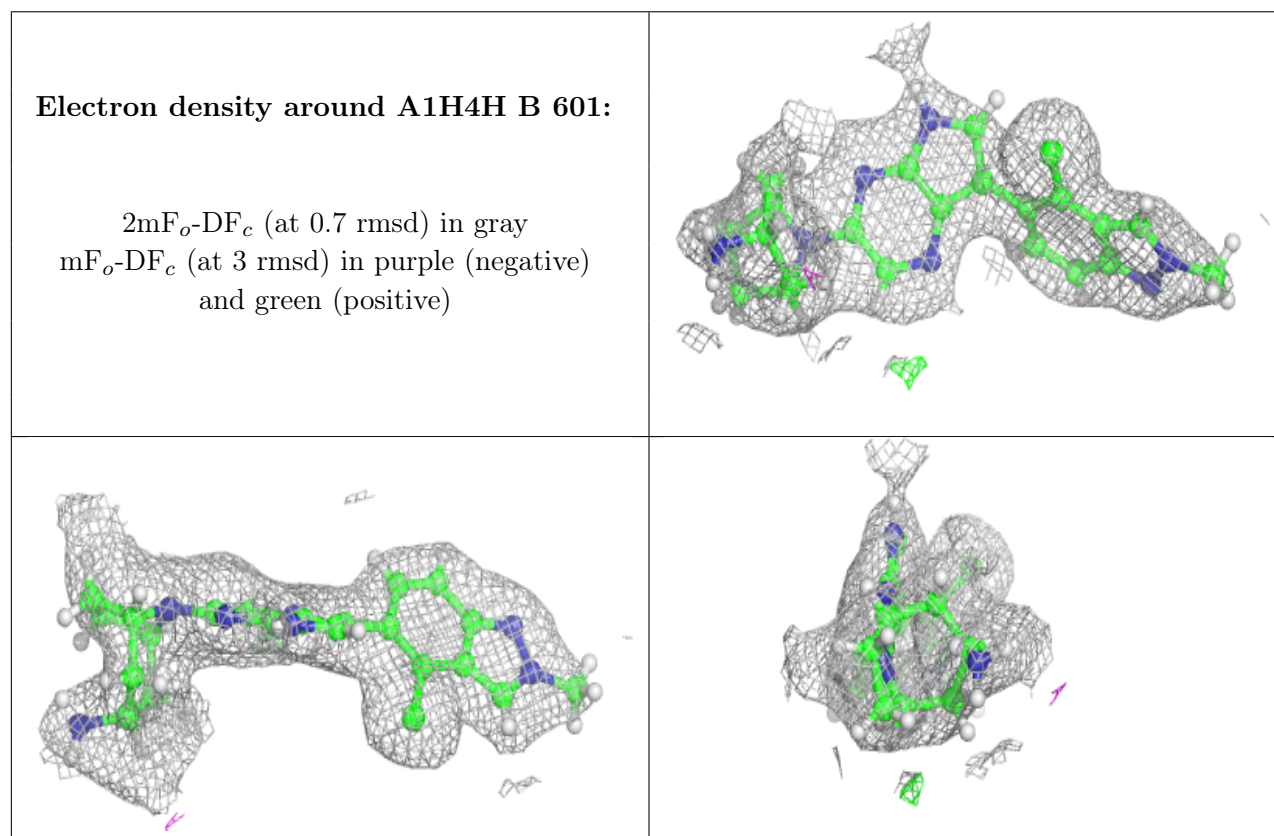 Electron density around A1H4H B 601:
2mFₒ-DF𝒸 (at 0.7 rmsd) in gray
mFₒ-DF𝒸 (at 3 rmsd) in purple (negative)
and green (positive)